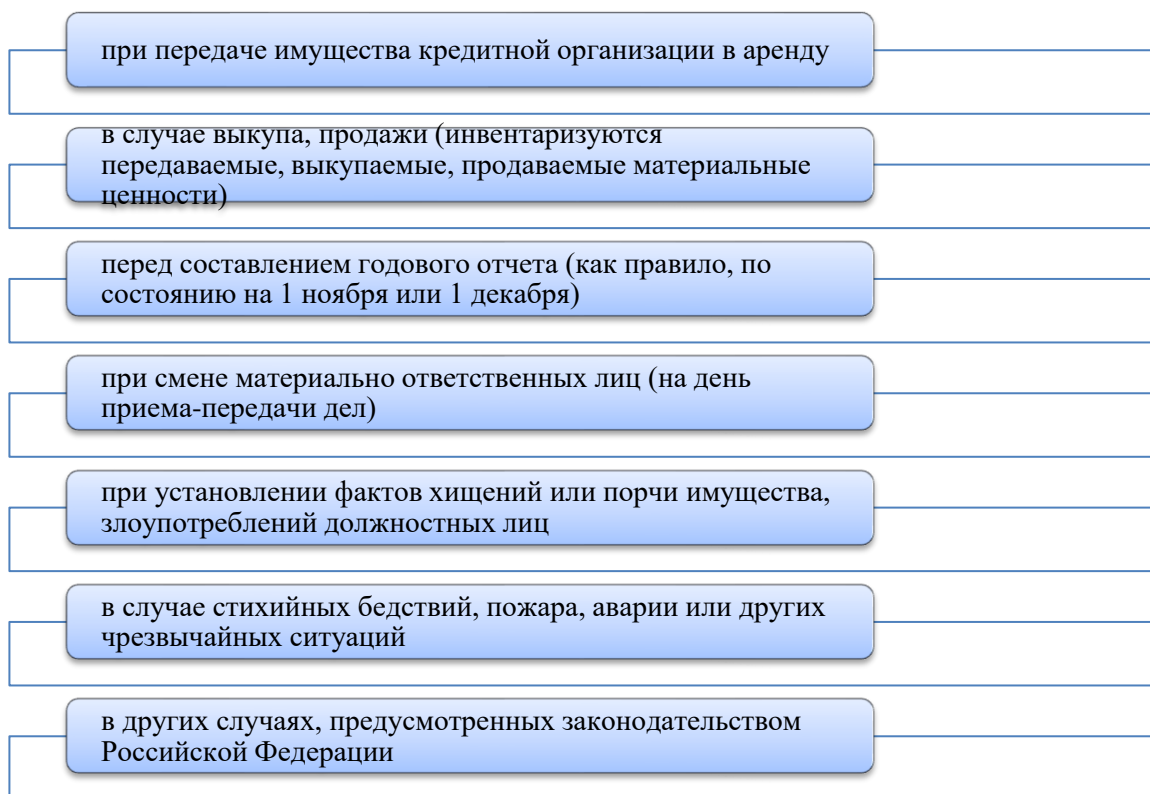 при передаче имущества кредитной организации в аренду
в случае выкупа, продажи (инвентаризуются
передаваемые, выкупаемые, продаваемые материальные
ценности)
перед составлением годового отчета (как правило, по
состоянию на 1 ноября или 1 декабря)
при смене материально ответственных лиц (на день
приема-передачи дел)
при установлении фактов хищений или порчи имущества,
злоупотреблений должностных лиц
в случае стихийных бедствий, пожара, аварии или других
чрезвычайных ситуаций
в других случаях, предусмотренных законодательством
Российской Федерации